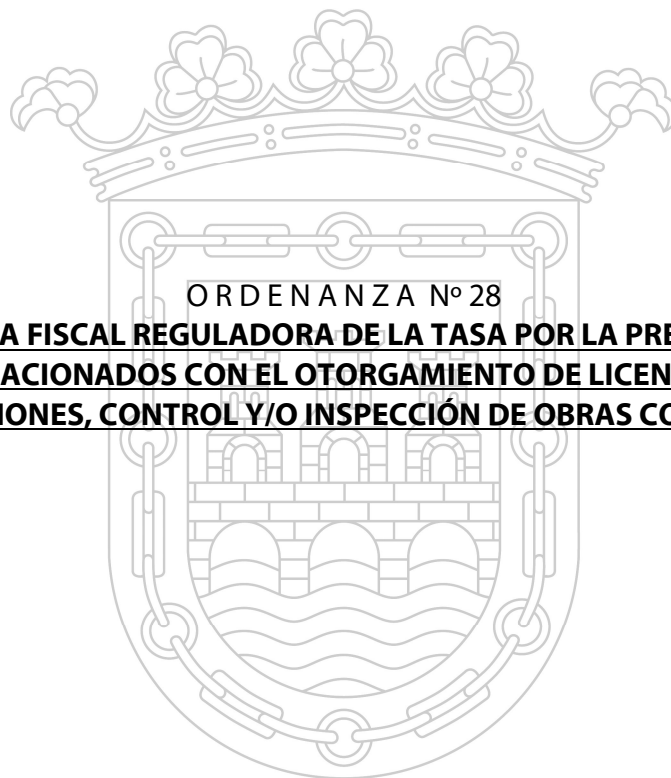 ORDENANZA Nº 28
A FISCAL REGULADORA DE LA TASA POR LA PRE
ACIONADOS CON EL OTORGAMIENTO DE LICEN
IONES, CONTROL Y/O INSPECCIÓN DE OBRAS CO